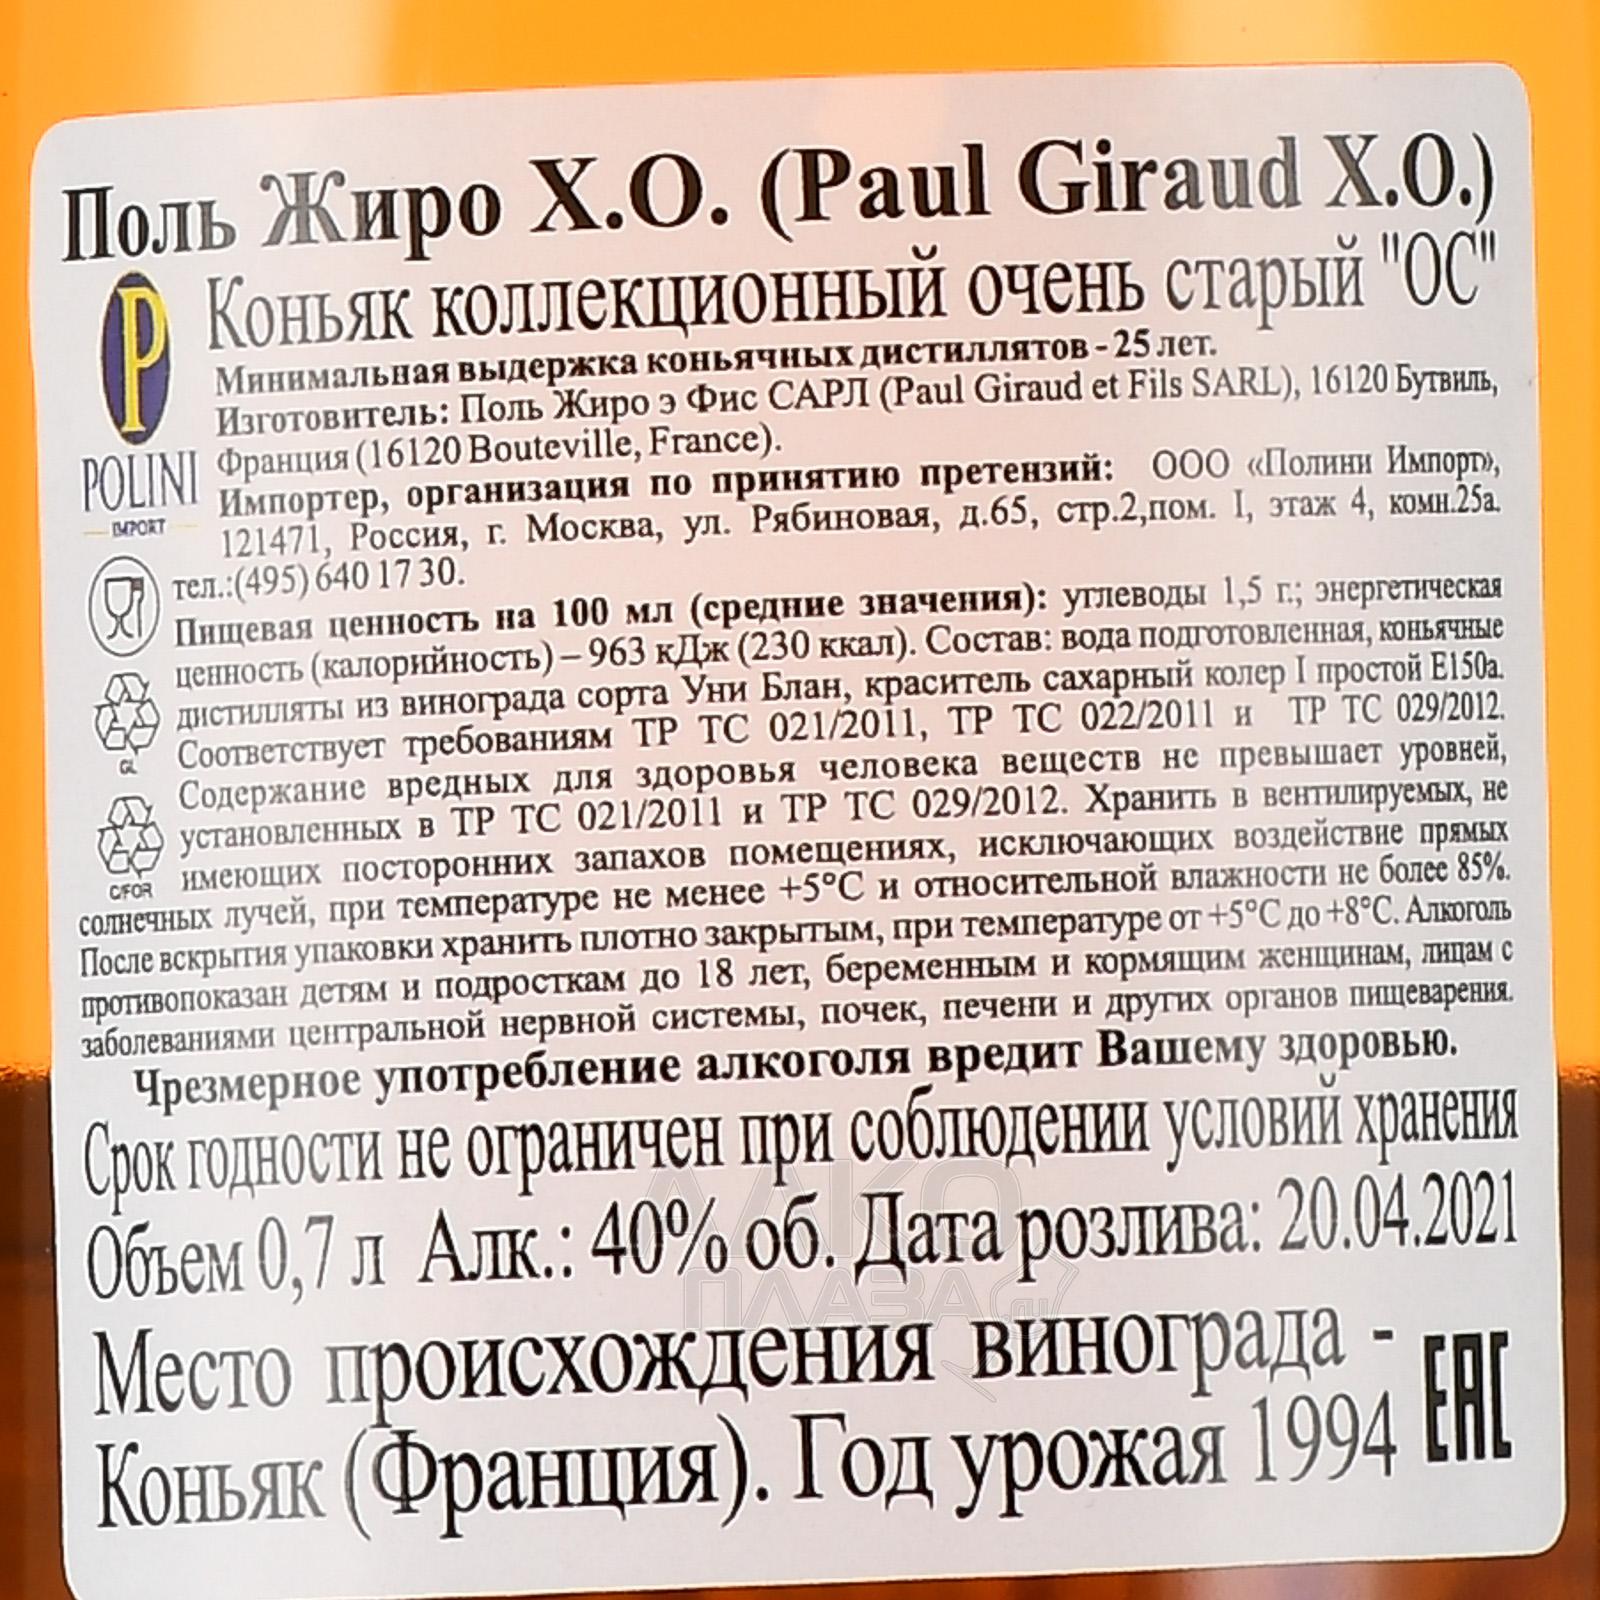 Поль Жиро X.O. (Paul Giraud X.O.)
Коньяк коллекционный очень старый "ОС"
Минимальная выдержка коньячных дистиллятов - 25 лет.
Изготовитель: Поль Жиро э Фис САРЛ (Paul Giraud et Fils SARL), 16120 Бутвиль,
Франция (16120 Bouteville, France).
P
POLINI
IMPORT
Импортер, организация по принятию претензий: ООО «Полини Импорт»,
121471, Россия, г. Москва, ул. Рябиновая, д.65, стр.2,пом. I, этаж 4, комн.25а.
тел.:(495) 640 17 30.
Пищевая ценность на 100 мл (средние значения): углеводы 1,5 г.; энергетическая
ценность (калорийность) – 963 кДж (230 ккал). Состав: вода подготовленная, коньячные
дистилляты из винограда сорта Уни Блан, краситель сахарный колер I простой Е150а.
Соответствует требованиям ТР ТС 021/2011, ТР ТС 022/2011 и ТР ТС 029/2012.
GL
Содержание вредных для здоровья человека веществ не превышает уровней,
установленных в ТР ТС 021/2011 и ТР ТС 029/2012. Хранить в вентилируемых, не
имеющих посторонних запахов помещениях, исключающих воздействие прямых
C/FOR
солнечных лучей, при температуре не менее +5°С и относительной влажности не более 85%.
После вскрытия упаковки хранить плотно закрытым, при температуре от +5°С до +8°С. Алкоголь
противопоказан детям и подросткам до 18 лет, беременным и кормящим женщинам, лицам с
заболеваниями центральной нервной системы, почек, печени и других органов пищеварения.
Чрезмерное употребление алкоголя вредит Вашему здоровью.
Срок годности не ограничен при соблюдении условий хранения
Объем 0,7 л Алк.: 40% об. Дата розлива: 20.04.2021
АЛКО
ПЛАЗА.ru
Место происхождения винограда -
Коньяк (Франция). Год урожая 1994
EAC